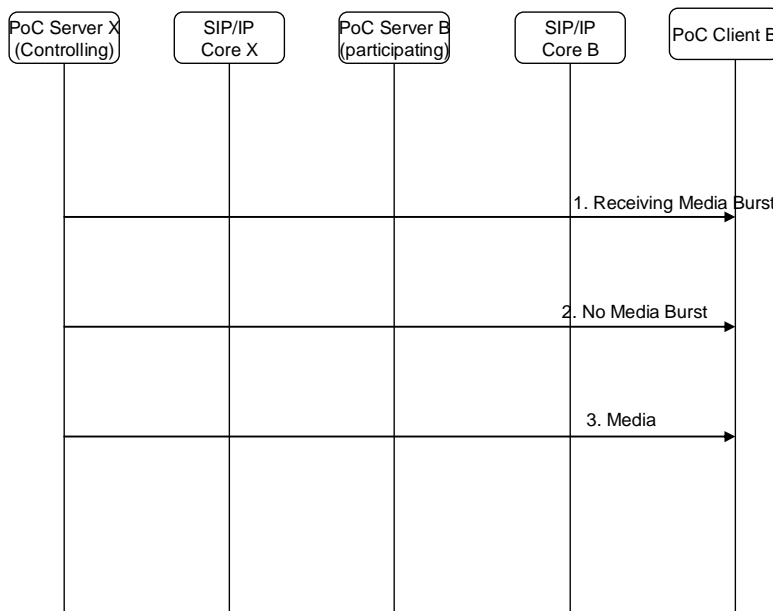 PoC Server X
(Controlling)
SIP/IP
Core X
PoC Server B
(participating)
SIP/IP
Core B
PoC Client B
1. Receiving Media Burst
2. No Media Burst
3. Media